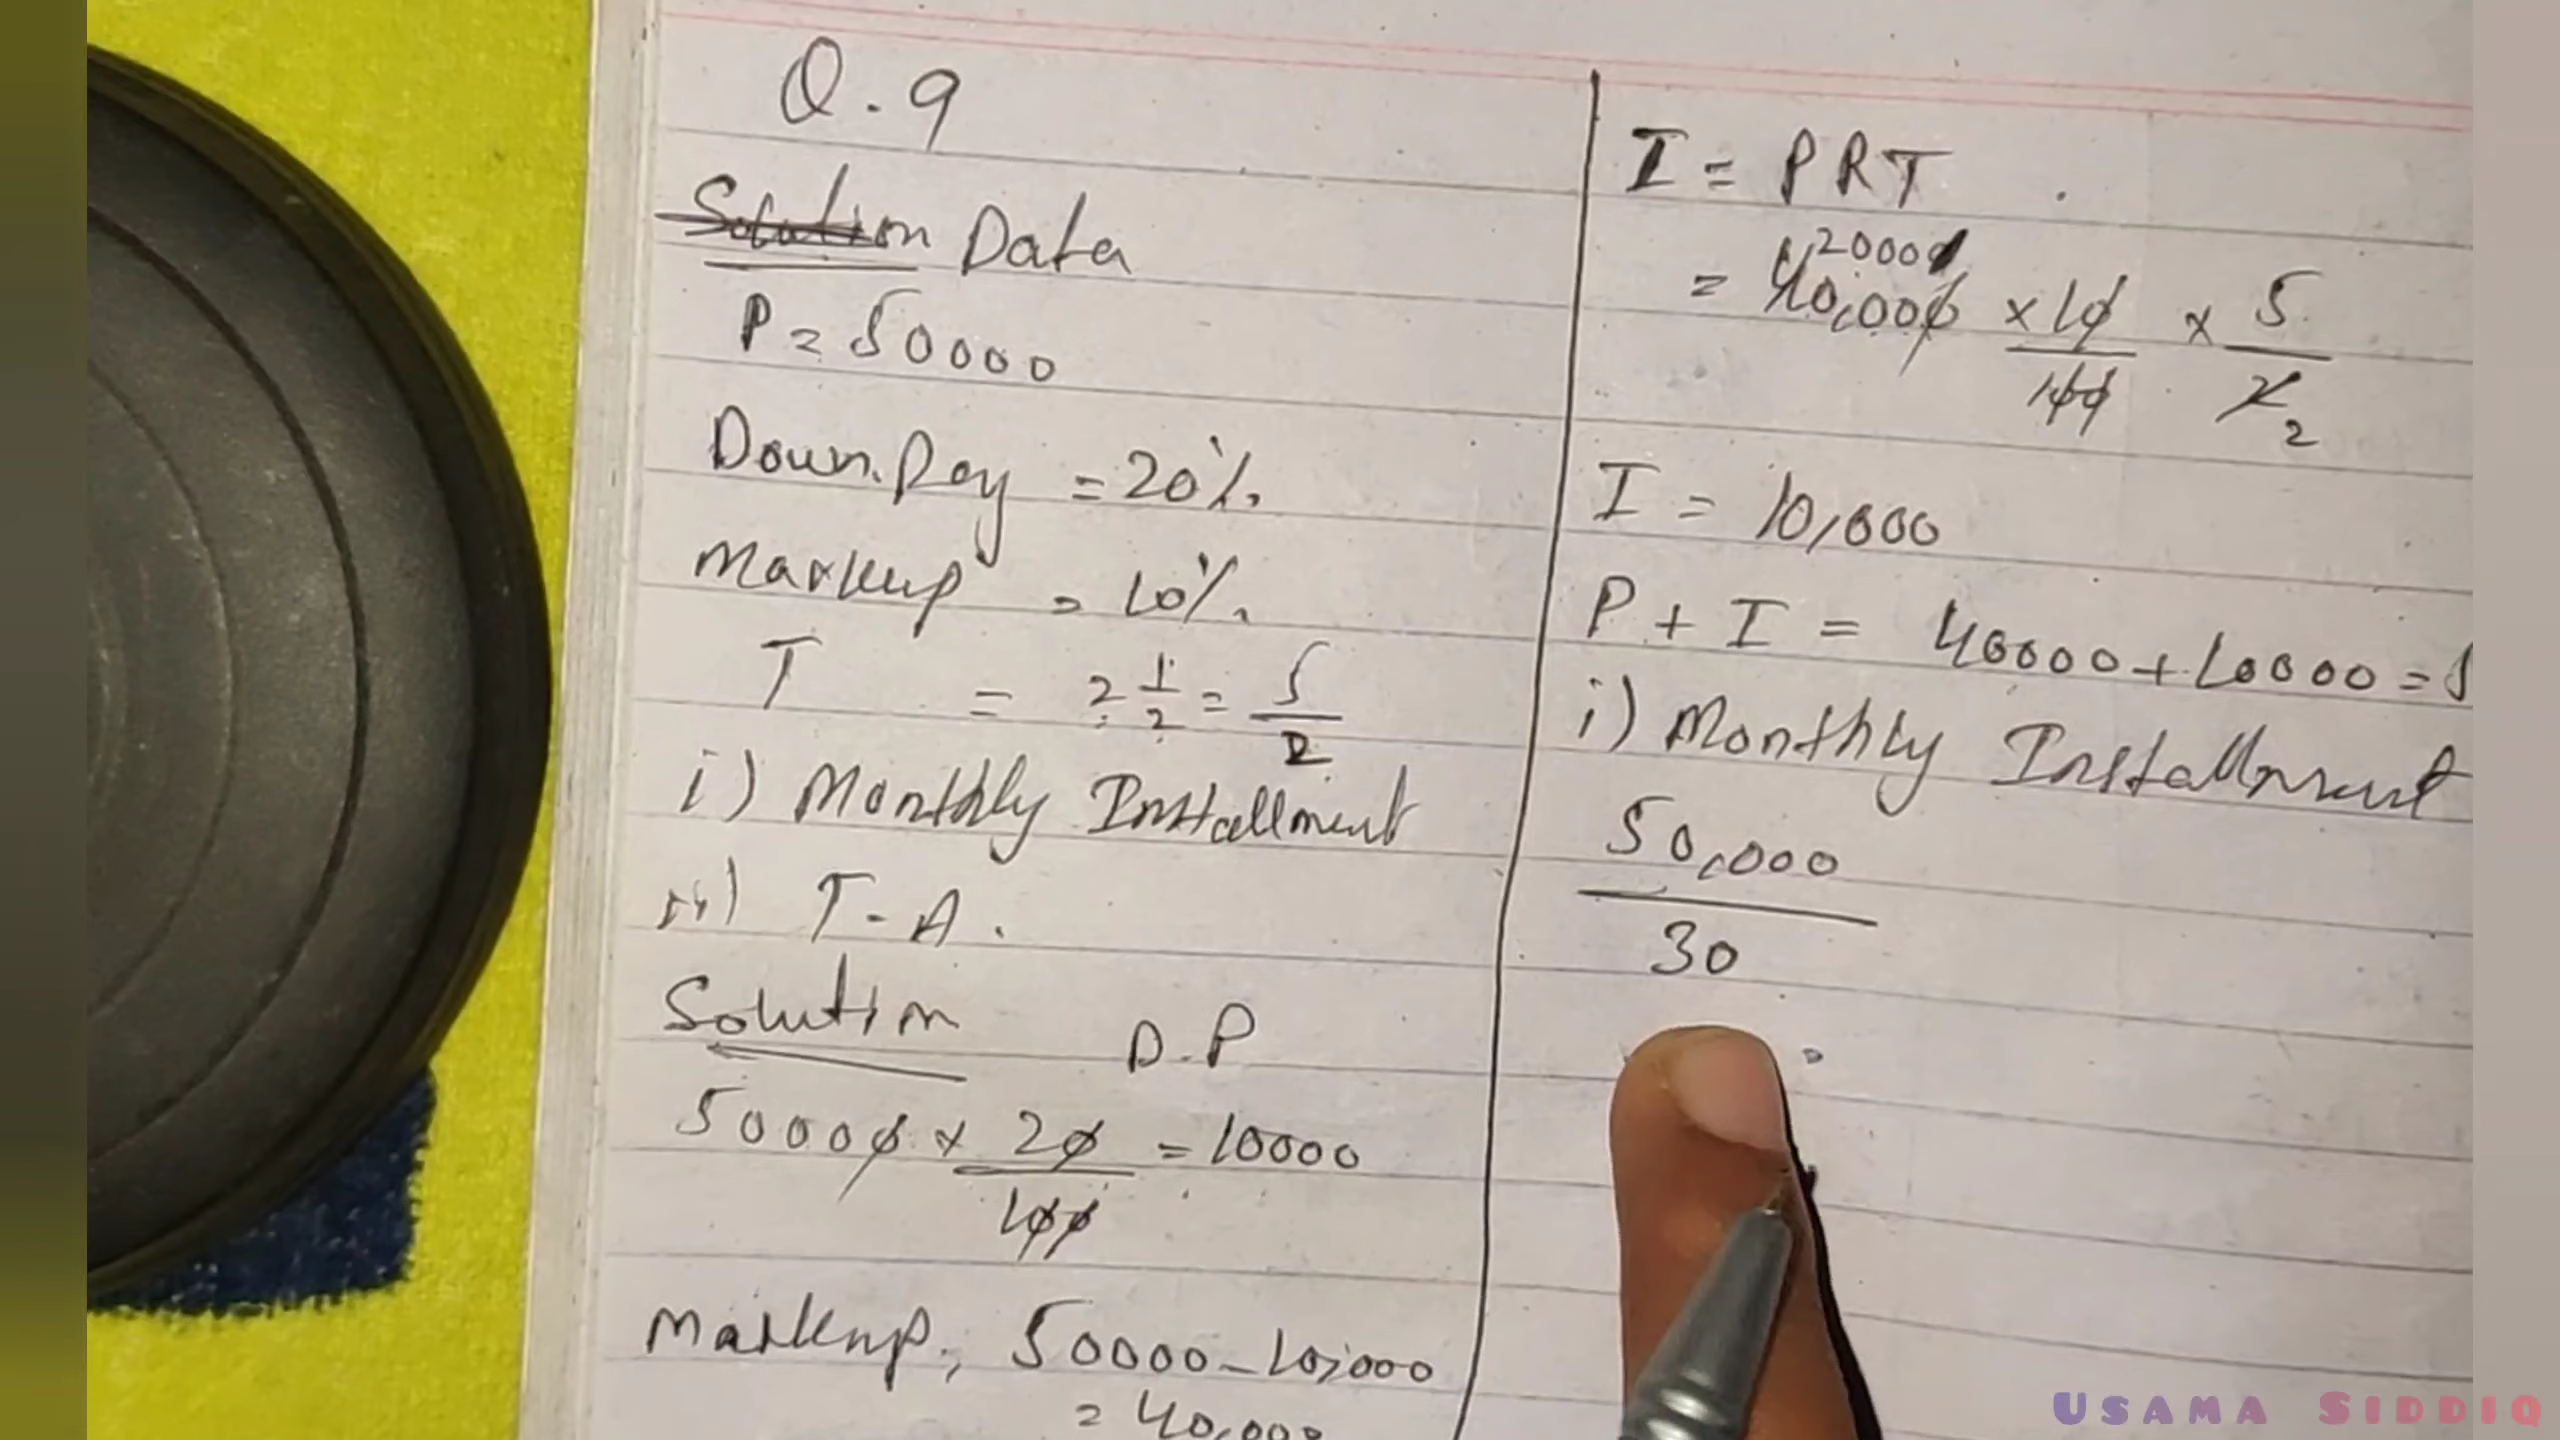 Q.9
Solution Data
P = 50000
Down.Pay = 20%.
Markup = 10%.
T = 2 1/2 = 5/2
i) Monthly Installment
ii) T-A.
Solution D.P
50000 x 20/100 = 10000
Markup, 50000 - 10,000
= 40,000
I = PRT
20000
= 40,000 x 10/100 x 5/2
2
I = 10,000
P + I = 40000 + 10000 = 5
i) Monthly Installment
50,000
30
USAMA SIDDIQ